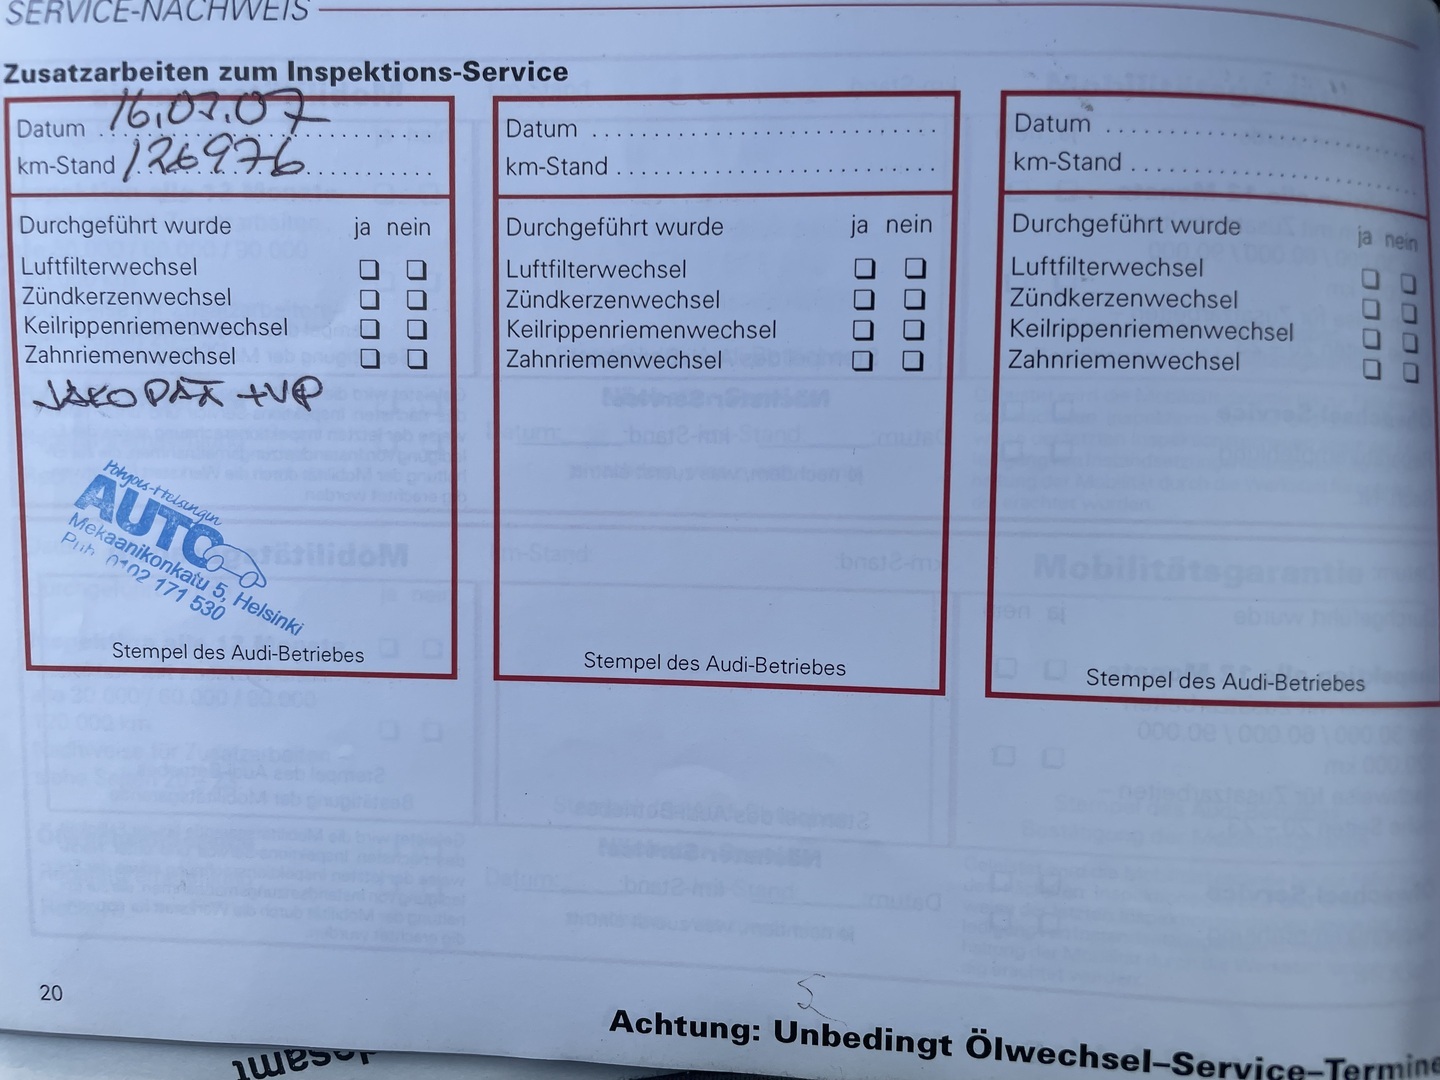 SERVICE-NACHWEIS
Zusatzarbeiten zum Inspektions-Service
Datum 16.07.07
km-Stand 126976
Durchgeführt wurde ja nein
Luftfilterwechsel
Zündkerzenwechsel
Keilrippenriemenwechsel
Zahnriemenwechsel
JAKOPÄÄ +VP
Pohjois-Helsingin
AUTO
Mekaanikonkatu 5, Helsinki
Puh. 0102 171 530
Stempel des Audi-Betriebes
Datum
km-Stand
Durchgeführt wurde ja nein
Luftfilterwechsel
Zündkerzenwechsel
Keilrippenriemenwechsel
Zahnriemenwechsel
Stempel des Audi-Betriebes
Datum
km-Stand
Durchgeführt wurde ja nein
Luftfilterwechsel
Zündkerzenwechsel
Keilrippenriemenwechsel
Zahnriemenwechsel
Stempel des Audi-Betriebes
20
Achtung: Unbedingt Ölwechsel–Service–Termine